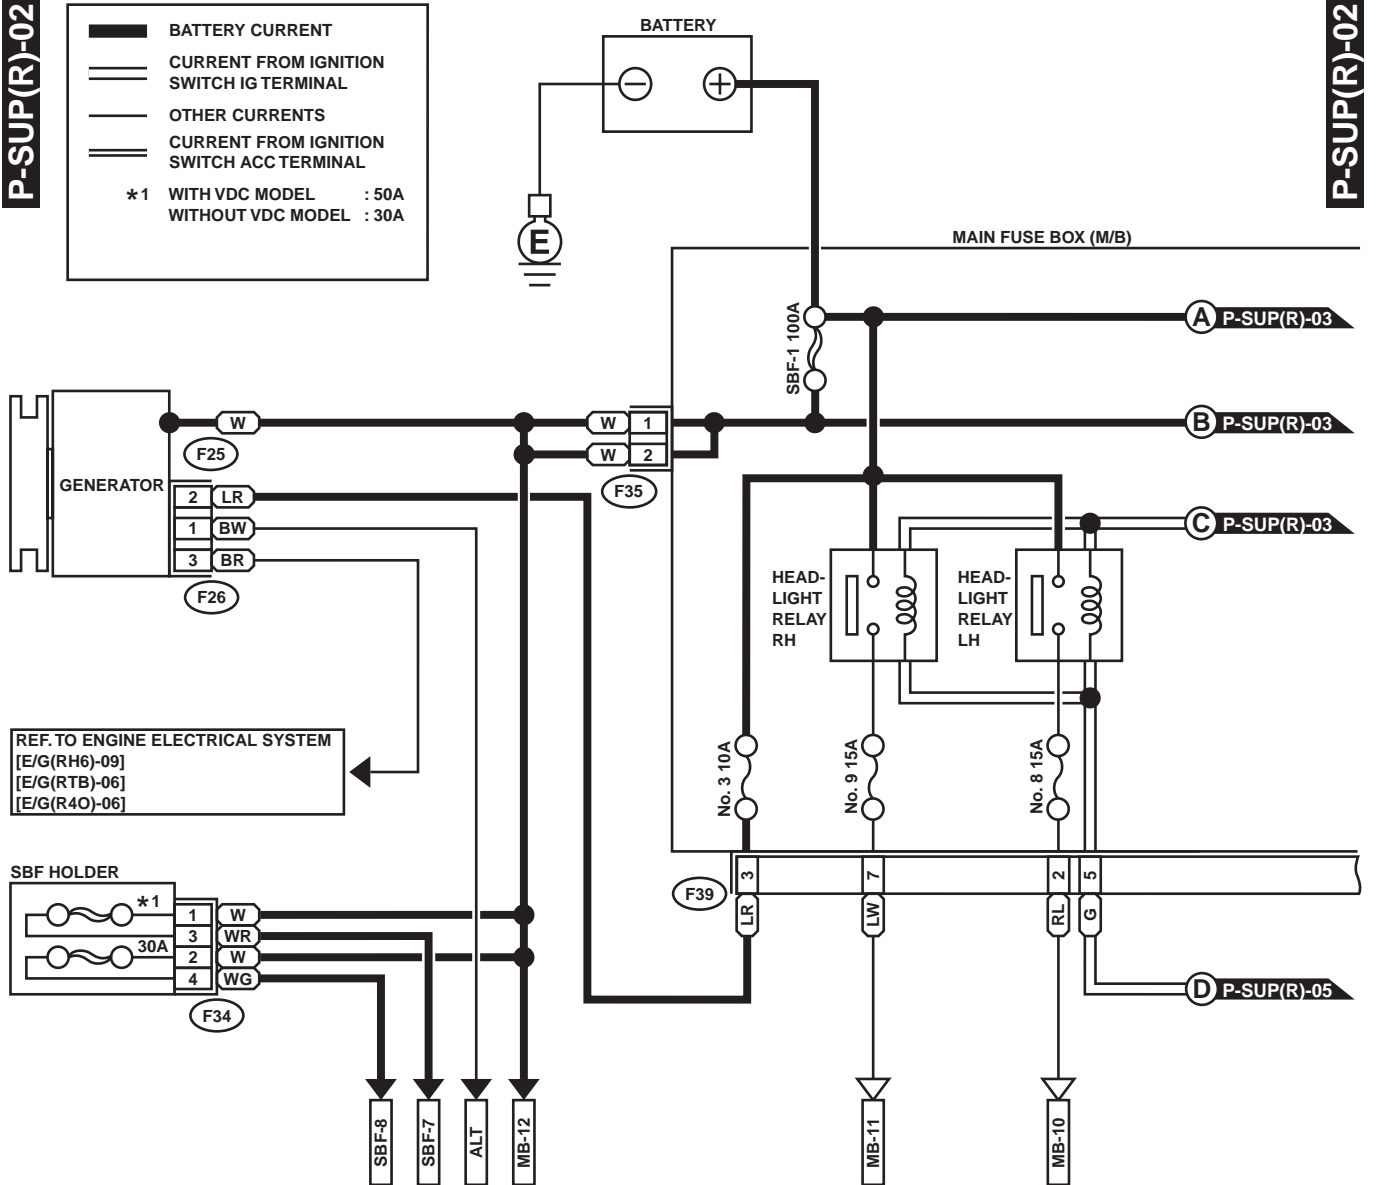 P-SUP(R)-02
BATTERY CURRENT
CURRENT FROM IGNITION
SWITCH IG TERMINAL
OTHER CURRENTS
CURRENT FROM IGNITION
SWITCH ACC TERMINAL
*1 WITH VDC MODEL : 50A
WITHOUT VDC MODEL : 30A
BATTERY
P-SUP(R)-02
E
MAIN FUSE BOX (M/B)
SBF-1 100A
A P-SUP(R)-03
B P-SUP(R)-03
C P-SUP(R)-03
GENERATOR
W
F25
2 LR
1 BW
3 BR
F26
W 1
W 2
F35
HEAD-
LIGHT
RELAY
RH
HEAD-
LIGHT
RELAY
LH
REF. TO ENGINE ELECTRICAL SYSTEM
[E/G(RH6)-09]
[E/G(RTB)-06]
[E/G(R4O)-06]
No. 3 10A
No. 9 15A
No. 8 15A
F39
3 LR
7 LW
2 RL
5 G
SBF HOLDER
*1
30A
1 W
3 WR
2 W
4 WG
F34
D P-SUP(R)-05
SBF-8
SBF-7
ALT
MB-12
MB-11
MB-10